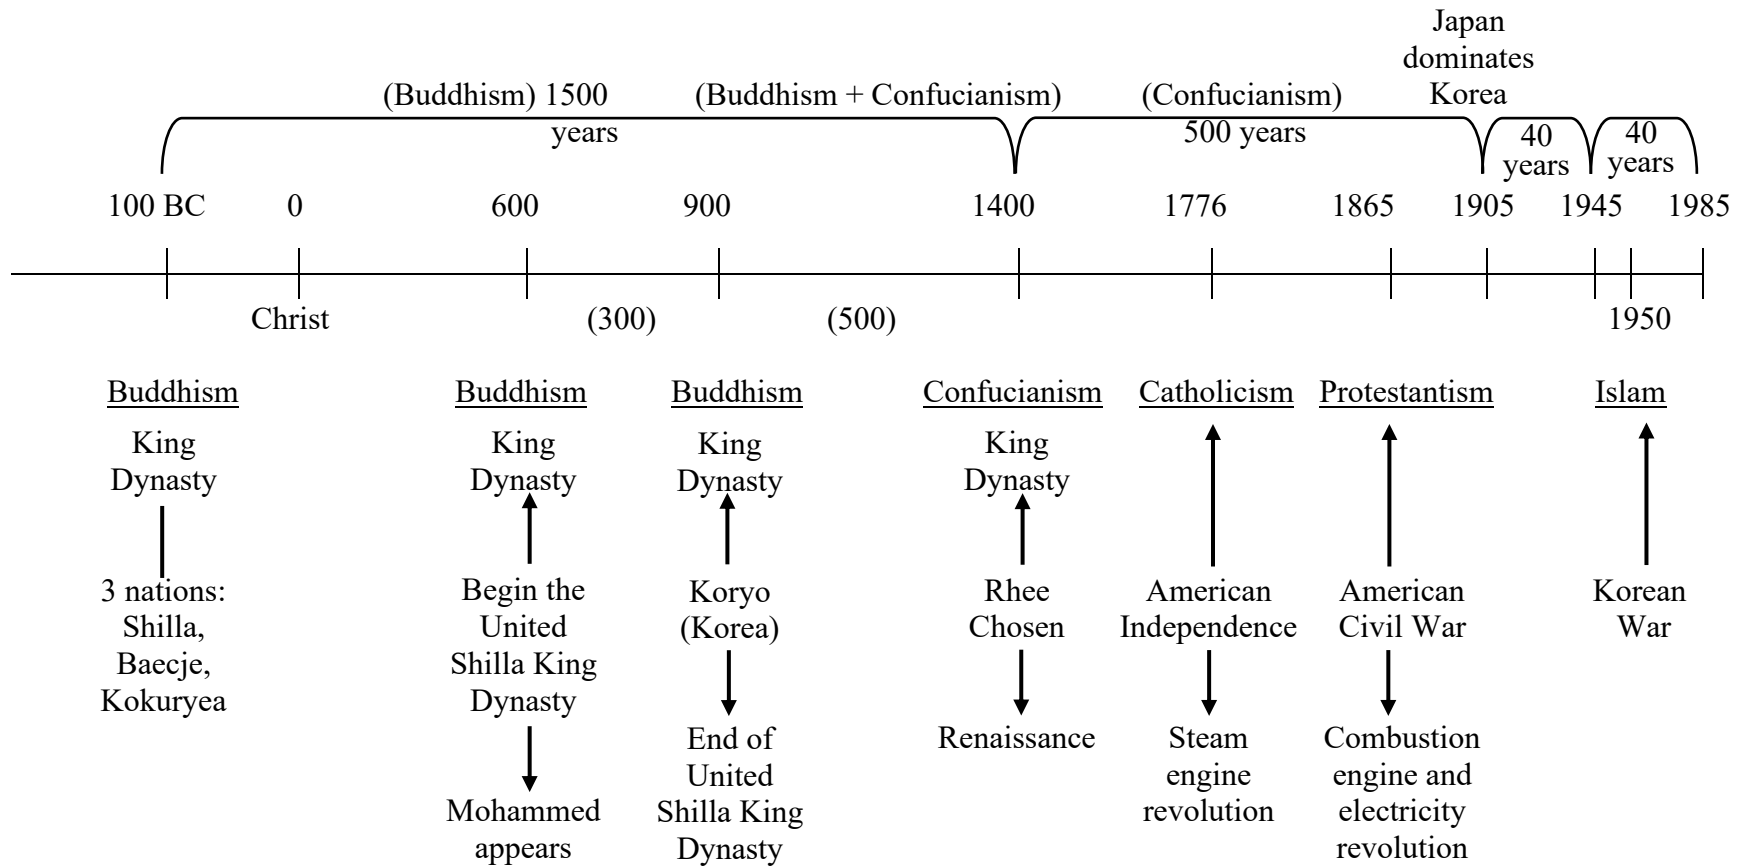 Japan
dominates
Korea
(Buddhism) 1500
years
(Buddhism + Confucianism)
(Confucianism)
500 years
40
years
40
years
100 BC 0 600 900 1400 1776 1865 1905 1945 1985
Christ (300) (500) 1950
Buddhism
King
Dynasty
3 nations:
Shilla,
Baecje,
Kokuryea
Buddhism
King
Dynasty
Begin the
United
Shilla King
Dynasty
Mohammed
appears
Buddhism
King
Dynasty
Koryo
(Korea)
End of
United
Shilla King
Dynasty
Confucianism
King
Dynasty
Rhee
Chosen
Renaissance
Catholicism
American
Independence
Steam
engine
revolution
Protestantism
American
Civil War
Combustion
engine and
electricity
revolution
Islam
Korean
War